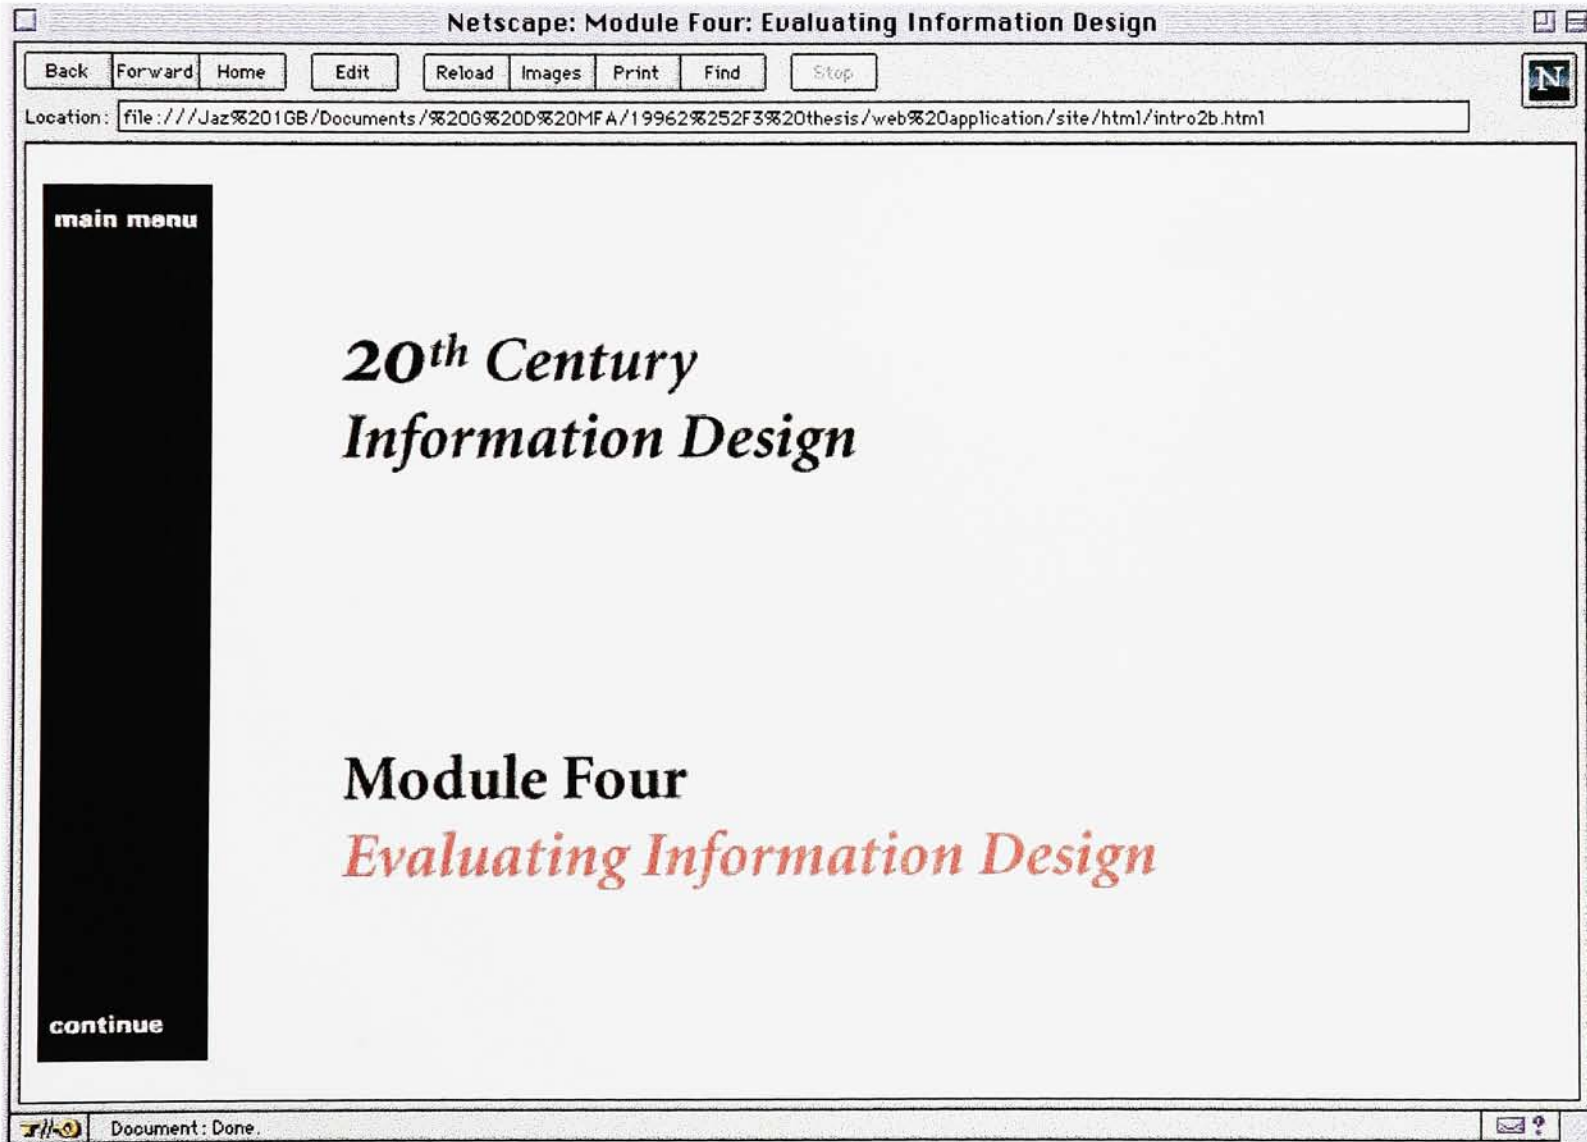 Netscape: Module Four: Evaluating Information Design
Back Forward Home Edit Reload Images Print Find Stop
N
Location: file:///Jaz%201GB/Documents/%20G%20D%20MFA/19962%252F3%20thesis/web%20application/site/html/intro2b.html
main menu
20th Century
Information Design
Module Four
Evaluating Information Design
continue
Document: Done.
?